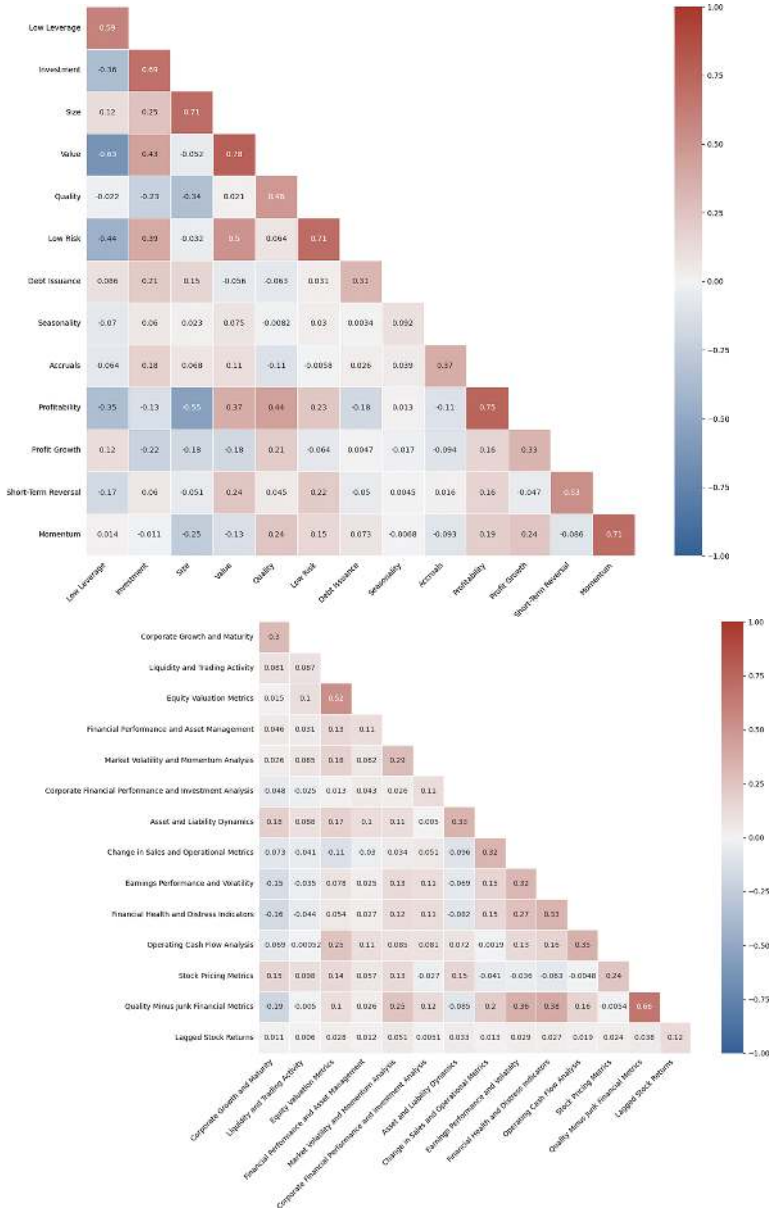 1.00
Low Leverage 0.59
0.75
Investment -0.36 0.69
Size 0.12 0.25 0.71
0.50
Value -0.63 0.43 -0.052 0.78
Quality -0.022 -0.23 -0.34 0.021 0.46
0.25
Low Risk -0.44 0.39 -0.032 0.5 0.064 0.71
Debt Issuance 0.086 0.21 0.15 -0.056 -0.063 0.031 0.31
0.00
Seasonality -0.07 0.06 0.023 0.075 -0.0082 0.03 0.0034 0.092
Accruals -0.064 0.18 0.068 0.11 -0.11 -0.0058 0.026 0.039 0.37
-0.25
Profitability -0.35 -0.13 -0.55 0.37 0.44 0.23 -0.18 0.013 -0.11 0.75
Profit Growth 0.12 -0.22 -0.18 -0.18 0.21 -0.064 0.0047 -0.017 -0.094 0.16 0.33
-0.50
Short-Term Reversal -0.17 0.06 -0.051 0.24 0.045 0.22 -0.05 0.0045 0.016 0.16 -0.047 0.53
-0.75
Momentum 0.014 -0.011 -0.25 -0.13 0.24 0.15 0.073 -0.0068 -0.093 0.19 0.24 -0.086 0.71
-1.00
Low Leverage Investment Size Value Quality Low Risk Debt Issuance Seasonality Accruals Profitability Profit Growth Short-Term Reversal Momentum
1.00
Corporate Growth and Maturity 0.3
Liquidity and Trading Activity 0.081 0.087
0.75
Equity Valuation Metrics 0.015 0.1 0.52
Financial Performance and Asset Management 0.046 0.031 0.13 0.11
0.50
Market Volatility and Momentum Analysis 0.026 0.065 0.18 0.062 0.29
Corporate Financial Performance and Investment Analysis -0.048 -0.025 0.013 0.043 0.026 0.11
0.25
Asset and Liability Dynamics 0.18 0.088 0.17 0.1 0.11 0.005 0.33
Change in Sales and Operational Metrics -0.073 -0.041 -0.11 -0.03 0.034 0.051 -0.096 0.32
0.00
Earnings Performance and Volatility -0.15 -0.035 0.078 0.025 0.13 0.11 -0.069 0.15 0.32
Financial Health and Distress Indicators -0.16 -0.044 0.054 0.027 0.12 0.11 -0.082 0.15 0.27 0.33
-0.25
Operating Cash Flow Analysis -0.069 -0.00052 0.25 0.11 0.085 0.081 0.072 -0.0019 0.13 0.16 0.35
-0.50
Stock Pricing Metrics 0.15 0.098 0.14 0.057 0.13 -0.027 0.15 -0.041 -0.036 -0.063 -0.0048 0.24
Quality Minus Junk Financial Metrics -0.19 -0.005 0.1 0.026 0.25 0.12 -0.085 0.2 0.36 0.38 0.16 -0.0054 0.66
-0.75
Lagged Stock Returns 0.011 0.006 0.028 0.012 0.051 0.0051 0.033 0.013 0.029 0.027 0.019 0.024 0.038 0.12
-1.00
Corporate Growth and Maturity
Liquidity and Trading Activity
Equity Valuation Metrics
Financial Performance and Asset Management
Market Volatility and Momentum Analysis
Corporate Financial Performance and Investment Analysis
Asset and Liability Dynamics
Change in Sales and Operational Metrics
Earnings Performance and Volatility
Financial Health and Distress Indicators
Operating Cash Flow Analysis
Stock Pricing Metrics
Quality Minus Junk Financial Metrics
Lagged Stock Returns